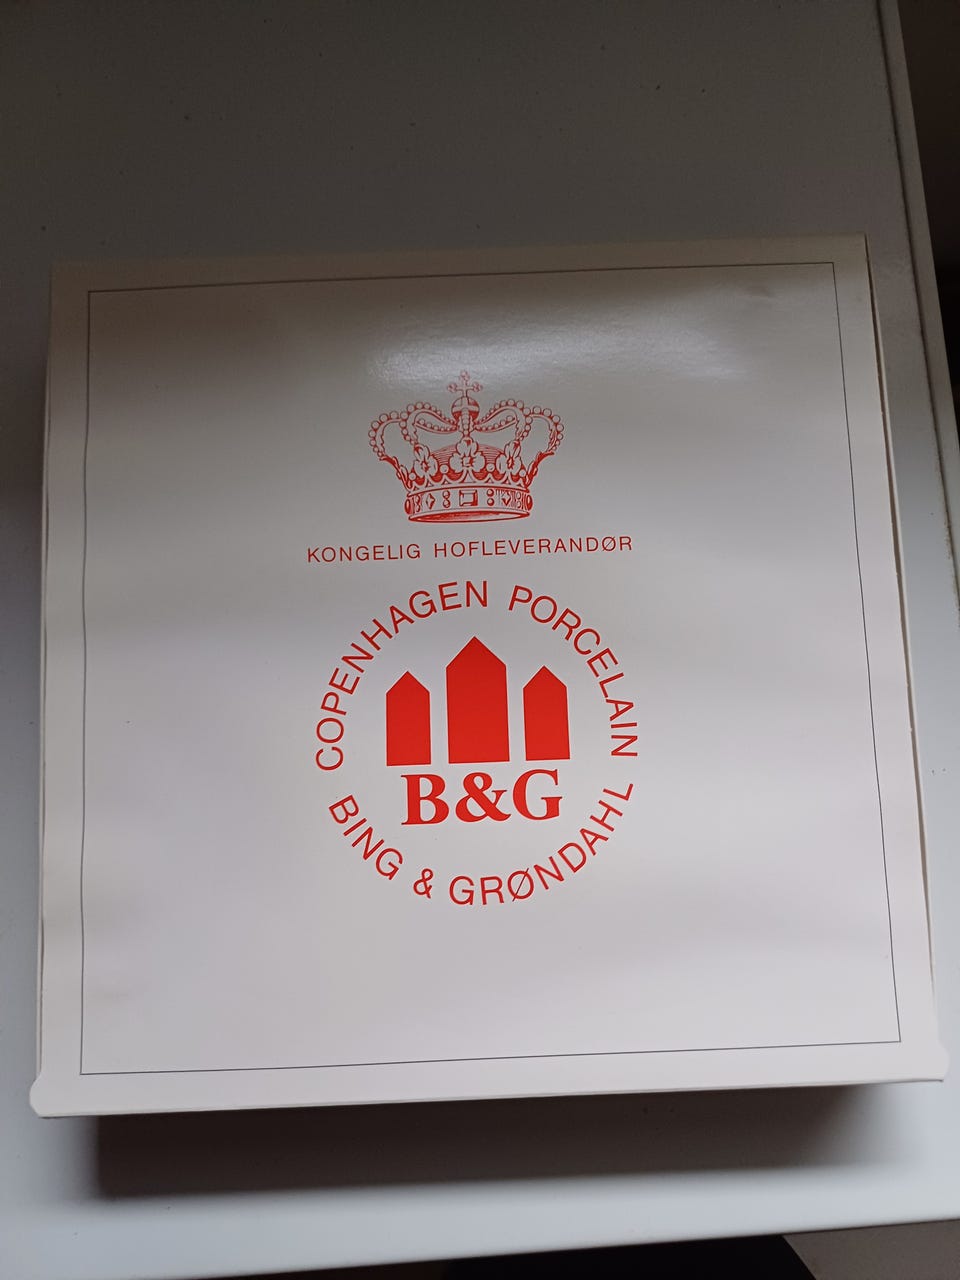 KONGELIG HOFLEVERANDØR
COPENHAGEN PORCELAIN
B&G
BING & GRØNDAHL